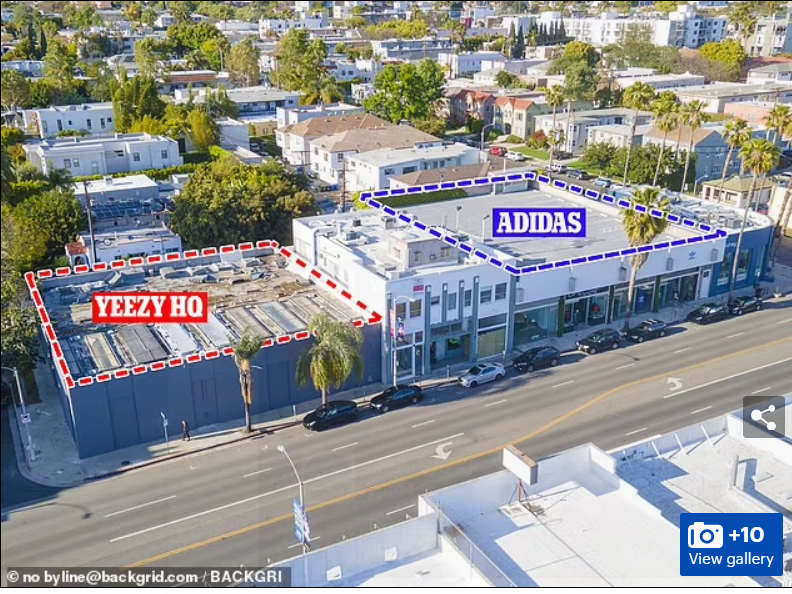 ADIDAS
YEEZY HQ
+10
View gallery
© no byline@backgrid.com / BACKGRI